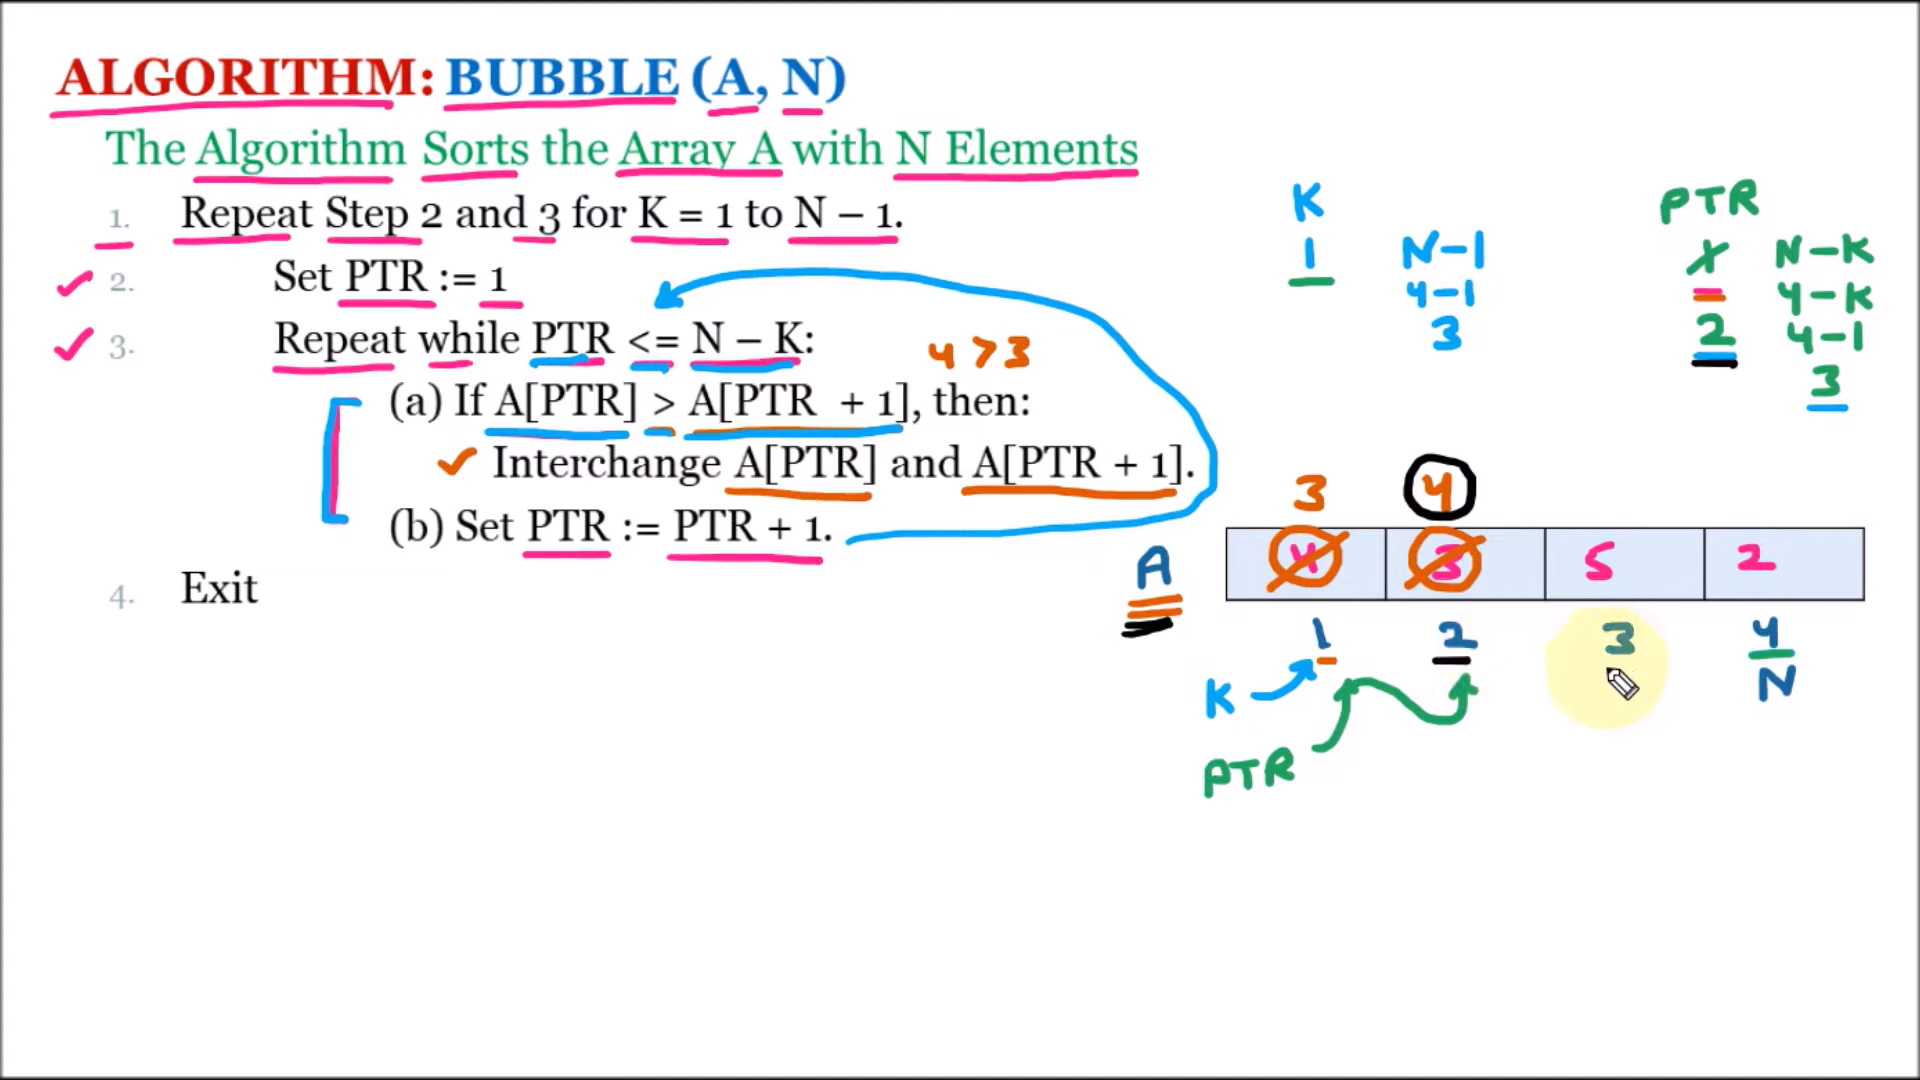 ALGORITHM: BUBBLE (A, N)
The Algorithm Sorts the Array A with N Elements
1. Repeat Step 2 and 3 for K = 1 to N – 1.
2. Set PTR := 1
3. Repeat while PTR <= N – K:
4 > 3
(a) If A[PTR] > A[PTR + 1], then:
Interchange A[PTR] and A[PTR + 1].
(b) Set PTR := PTR + 1.
4. Exit
K
1
N-1
4-1
3
PTR
1
2
N-K
4-K
4-1
3
3 4
A
4 3 5 2
1 2 3 4
K
N
PTR